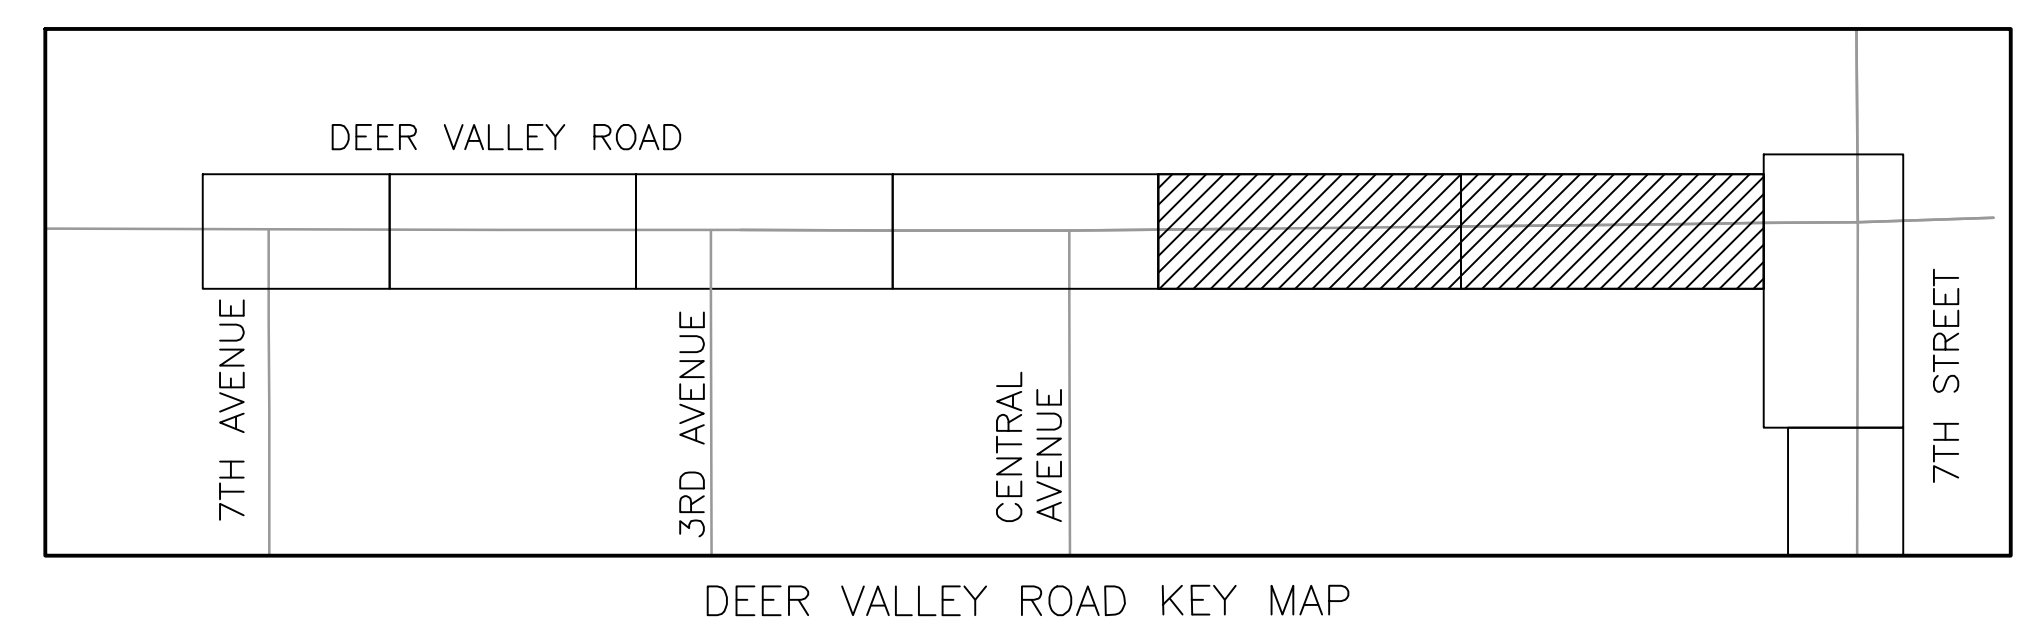 DEER VALLEY ROAD
7TH AVENUE
3RD AVENUE
CENTRAL
AVENUE
7TH STREET
DEER VALLEY ROAD KEY MAP